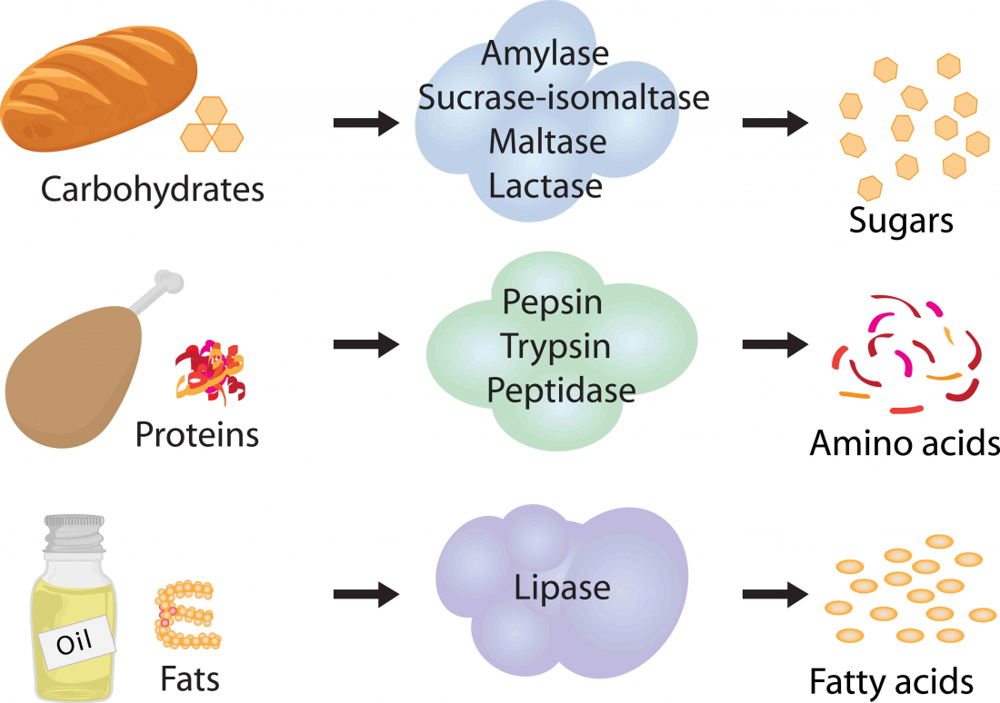 Carbohydrates
Amylase
Sucrase-isomaltase
Maltase
Lactase
Sugars
Proteins
Pepsin
Trypsin
Peptidase
Amino acids
Oil
Fats
Lipase
Fatty acids